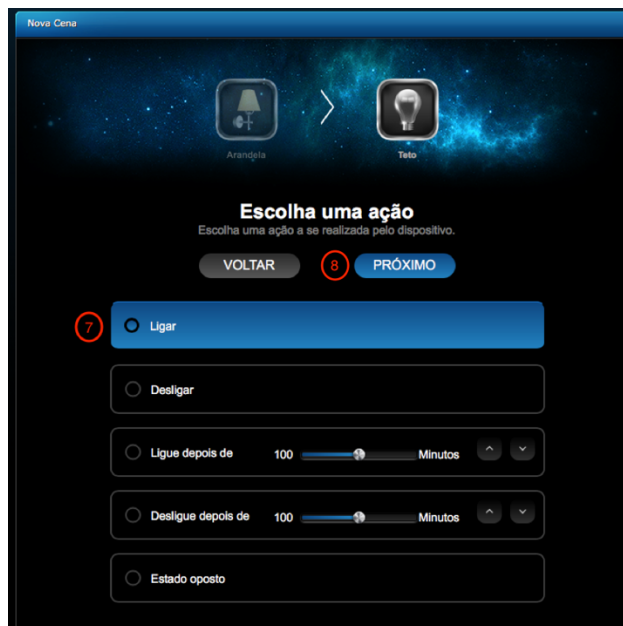 Nova Cena
Arandela
Teto
Escolha uma ação
Escolha uma ação a se realizada pelo dispositivo.
VOLTAR 8 PRÓXIMO
7 Ligar
Desligar
Ligue depois de 100 Minutos
Desligue depois de 100 Minutos
Estado oposto